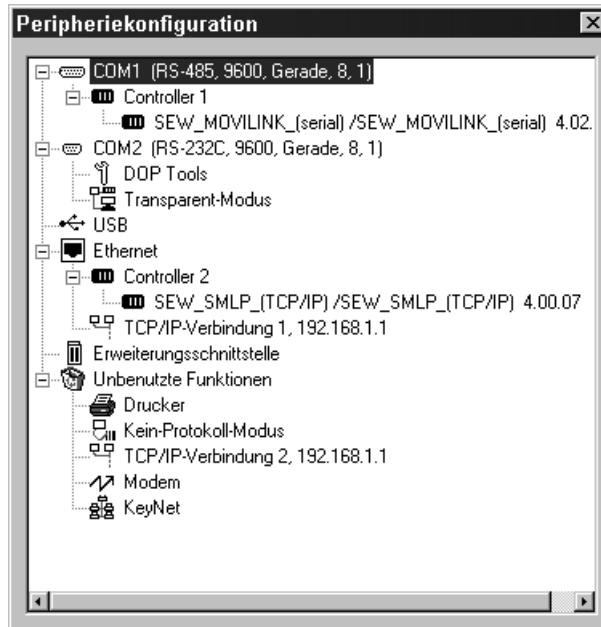 Peripheriekonfiguration
COM1 (RS-485, 9600, Gerade, 8, 1)
Controller 1
SEW_MOVILINK_(serial) /SEW_MOVILINK_(serial) 4.02.
COM2 (RS-232C, 9600, Gerade, 8, 1)
DOP Tools
Transparent-Modus
USB
Ethernet
Controller 2
SEW_SMLP_(TCP/IP) /SEW_SMLP_(TCP/IP) 4.00.07
TCP/IP-Verbindung 1, 192.168.1.1
Erweiterungsschnittstelle
Unbenutzte Funktionen
Drucker
Kein-Protokoll-Modus
TCP/IP-Verbindung 2, 192.168.1.1
Modem
KeyNet